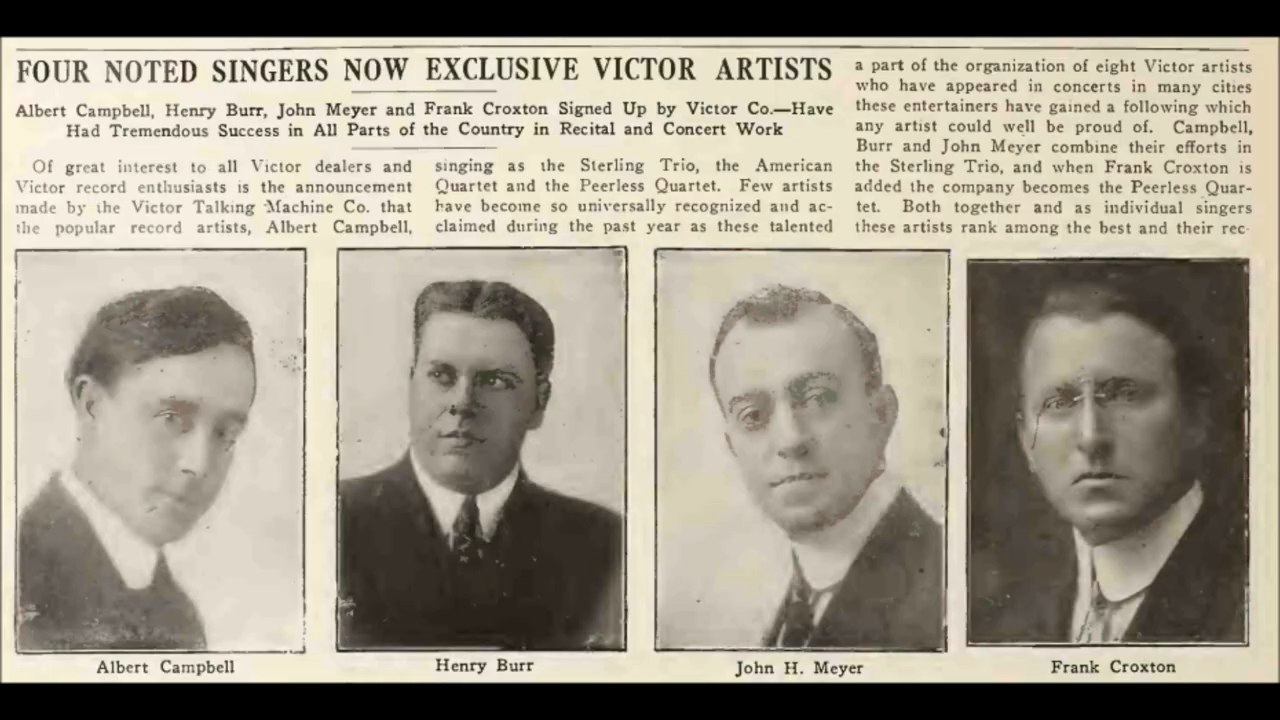 FOUR NOTED SINGERS NOW EXCLUSIVE VICTOR ARTISTS
Albert Campbell, Henry Burr, John Meyer and Frank Croxton Signed Up by Victor Co.—Have
Had Tremendous Success in All Parts of the Country in Recital and Concert Work
Of great interest to all Victor dealers and
Victor record enthusiasts is the announcement
made by the Victor Talking Machine Co. that
the popular record artists, Albert Campbell,
singing as the Sterling Trio, the American
Quartet and the Peerless Quartet. Few artists
have become so universally recognized and ac-
claimed during the past year as these talented
a part of the organization of eight Victor artists
who have appeared in concerts in many cities
these entertainers have gained a following which
any artist could well be proud of. Campbell,
Burr and John Meyer combine their efforts in
the Sterling Trio, and when Frank Croxton is
added the company becomes the Peerless Quar-
tet. Both together and as individual singers
these artists rank among the best and their rec-
Albert Campbell
Henry Burr
John H. Meyer
Frank Croxton